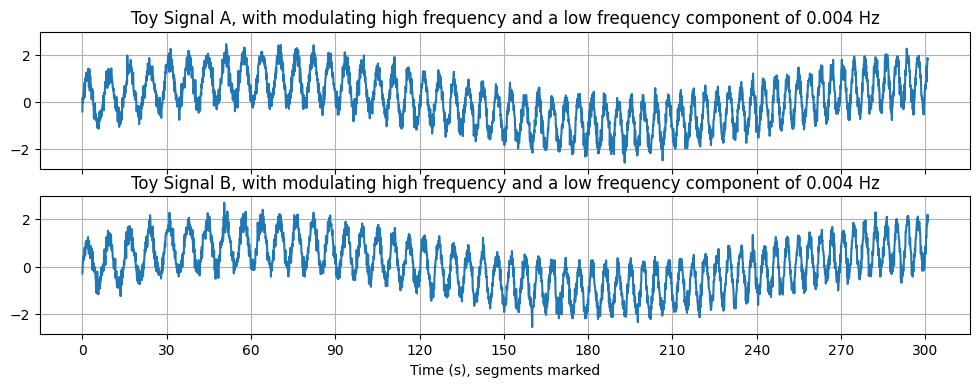 Toy Signal A, with modulating high frequency and a low frequency component of 0.004 Hz
2
0
−2
Toy Signal B, with modulating high frequency and a low frequency component of 0.004 Hz
2
0
−2
0 30 60 90 120 150 180 210 240 270 300
Time (s), segments marked